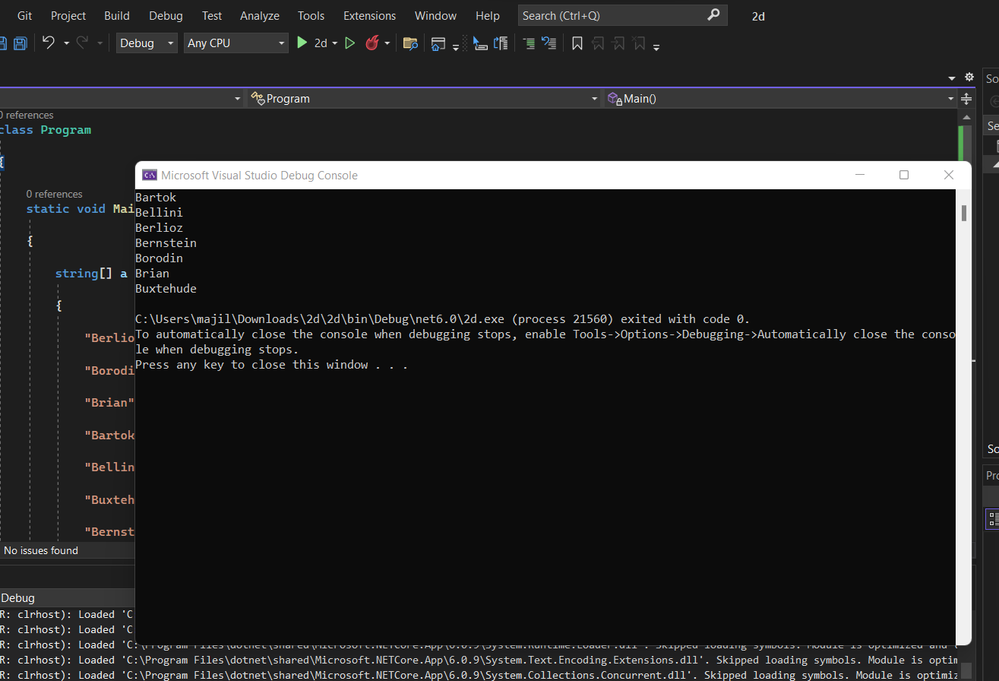 Git Project Build Debug Test Analyze Tools Extensions Window Help Search (Ctrl+Q) 2d
Debug Any CPU 2d
So
Program Main()
0 references
class Program
Se
{
Microsoft Visual Studio Debug Console
0 references
static void Mai
{
string[] a
{
"Berlio
"Borodi
"Brian"
"Bartok
"Bellin
"Buxteh
"Bernst
Bartok
Bellini
Berlioz
Bernstein
Borodin
Brian
Buxtehude
C:\Users\majil\Downloads\2d\2d\bin\Debug\net6.0\2d.exe (process 21560) exited with code 0.
To automatically close the console when debugging stops, enable Tools->Options->Debugging->Automatically close the conso
le when debugging stops.
Press any key to close this window . . .
So
Pro
No issues found
Debug
R: clrhost): Loaded 'C
R: clrhost): Loaded 'C
R: clrhost): Loaded 'C:\Program Files\dotnet\shared\Microsoft.NETCore.App\6.0.9\System.Runtime.Loader.dll'. Skipped loading symbols. Module is optimized and
R: clrhost): Loaded 'C:\Program Files\dotnet\shared\Microsoft.NETCore.App\6.0.9\System.Text.Encoding.Extensions.dll'. Skipped loading symbols. Module is optim
R: clrhost): Loaded 'C:\Program Files\dotnet\shared\Microsoft.NETCore.App\6.0.9\System.Collections.Concurrent.dll'. Skipped loading symbols. Module is optimiz